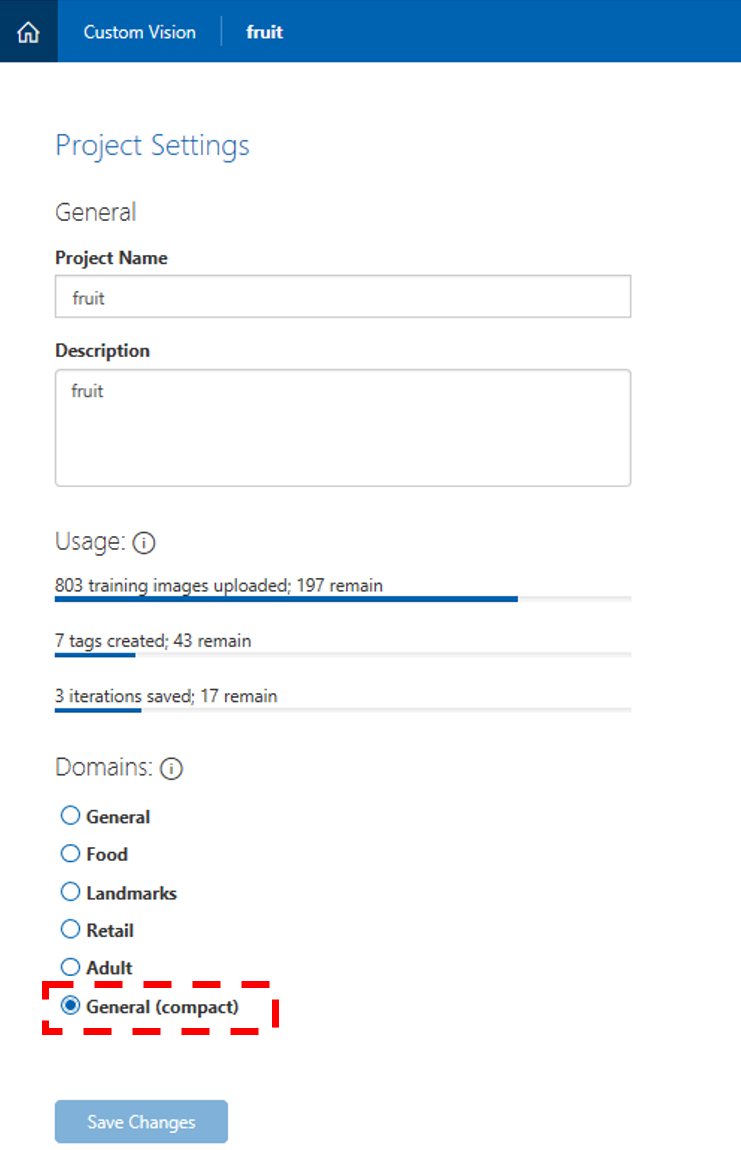 Custom Vision fruit
Project Settings
General
Project Name
fruit
Description
fruit
Usage:
803 training images uploaded; 197 remain
7 tags created; 43 remain
3 iterations saved; 17 remain
Domains:
General
Food
Landmarks
Retail
Adult
General (compact)
Save Changes